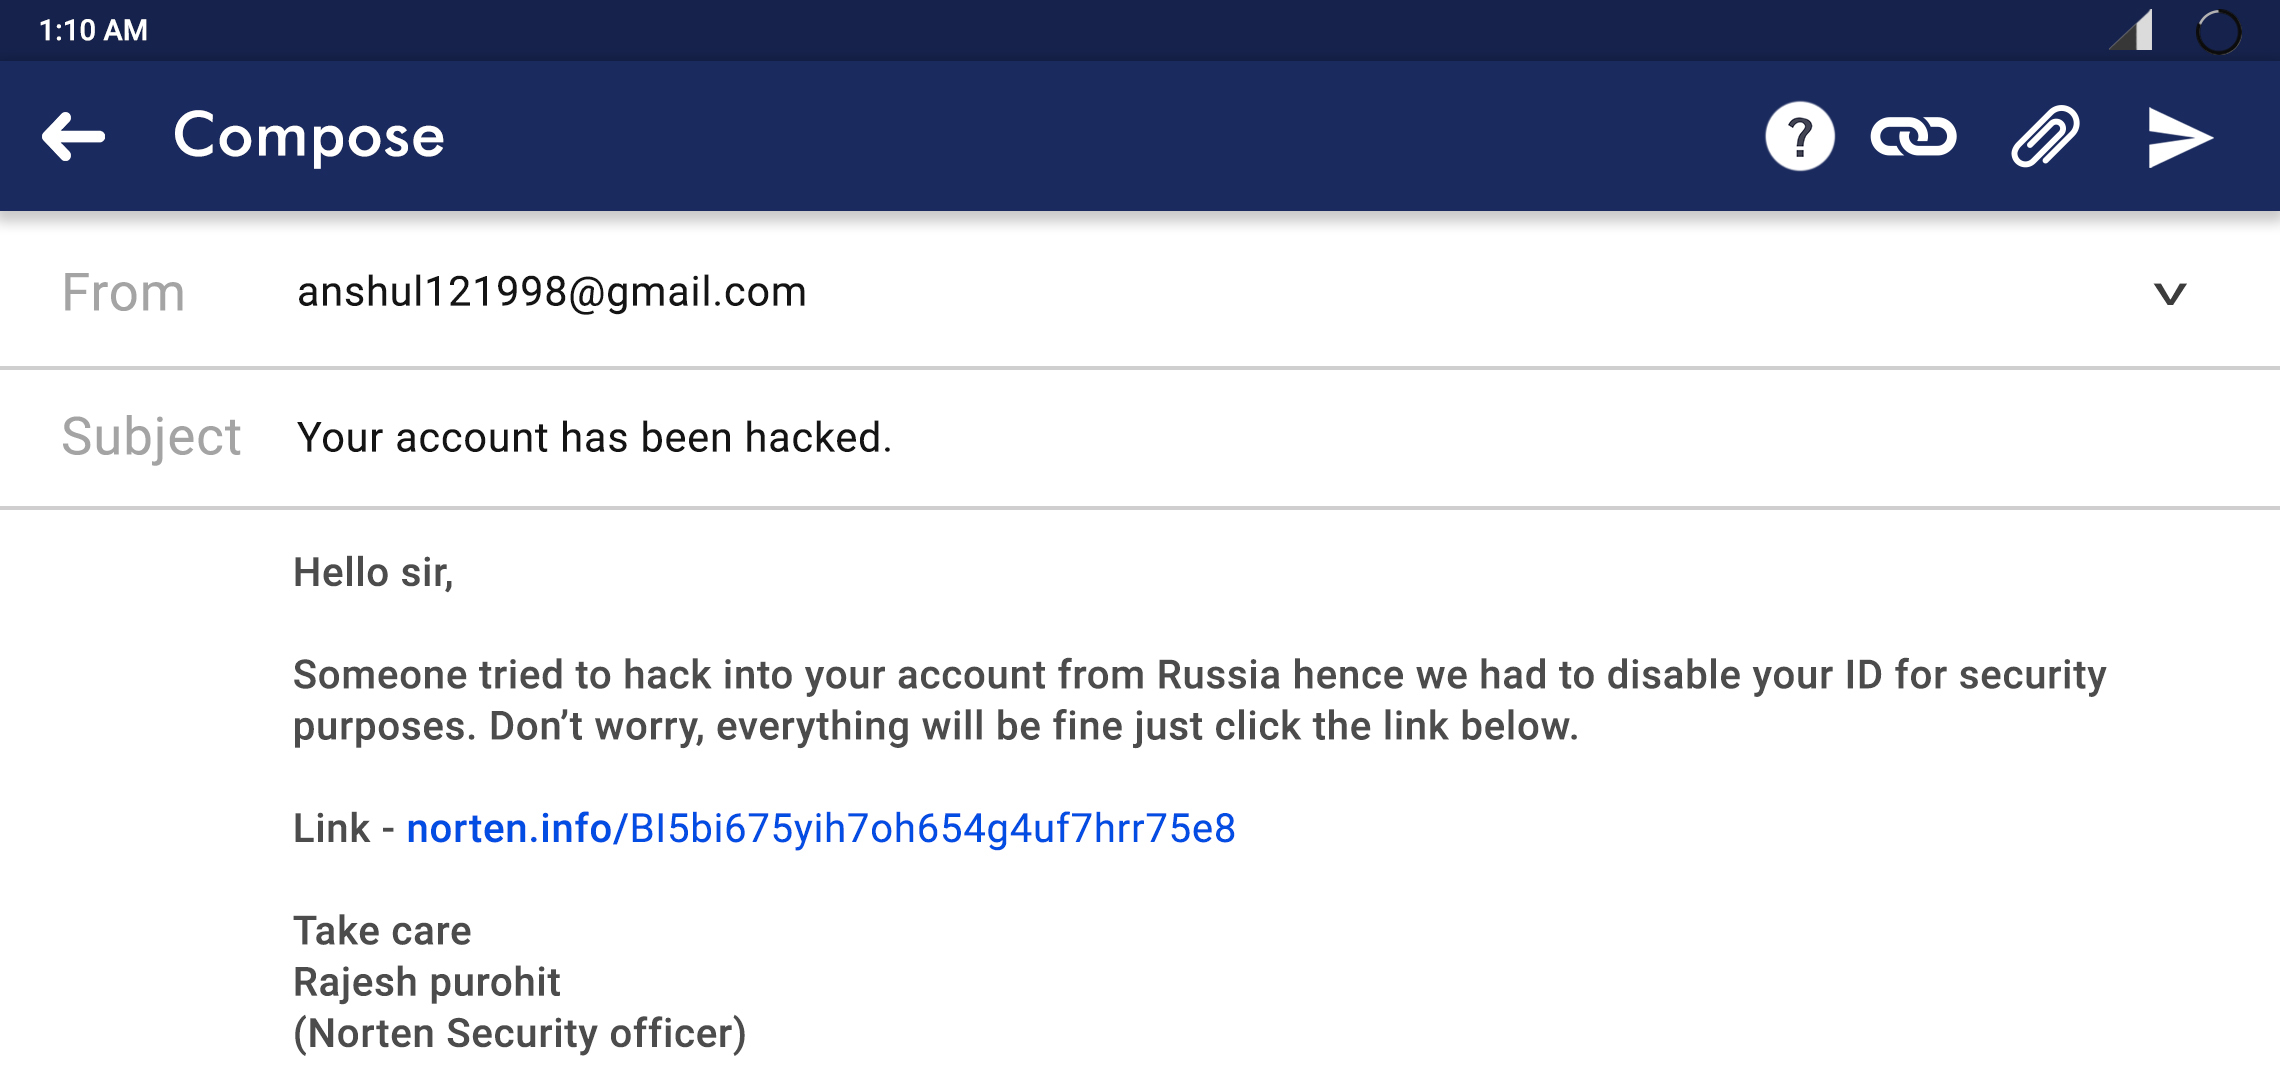 1:10 AM
Compose
?
From anshul121998@gmail.com
Subject Your account has been hacked.
Hello sir,
Someone tried to hack into your account from Russia hence we had to disable your ID for security
purposes. Don’t worry, everything will be fine just click the link below.
Link - norten.info/BI5bi675yih7oh654g4uf7hrr75e8
Take care
Rajesh purohit
(Norten Security officer)